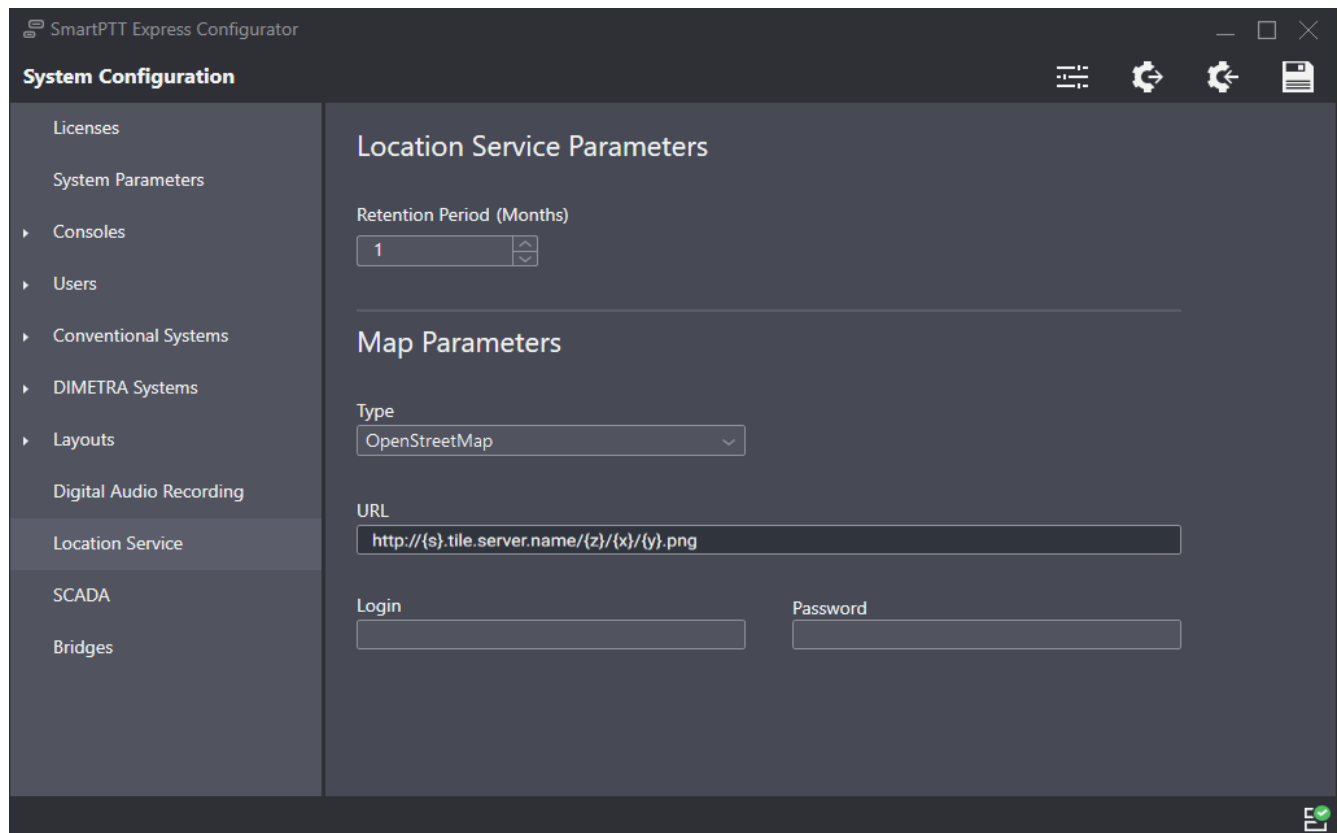 SmartPTT Express Configurator
System Configuration
Licenses
System Parameters
Consoles
Users
Conventional Systems
DIMETRA Systems
Layouts
Digital Audio Recording
Location Service
SCADA
Bridges
Location Service Parameters
Retention Period (Months)
1
Map Parameters
Type
OpenStreetMap
URL
http://{s}.tile.server.name/{z}/{x}/{y}.png
Login
Password